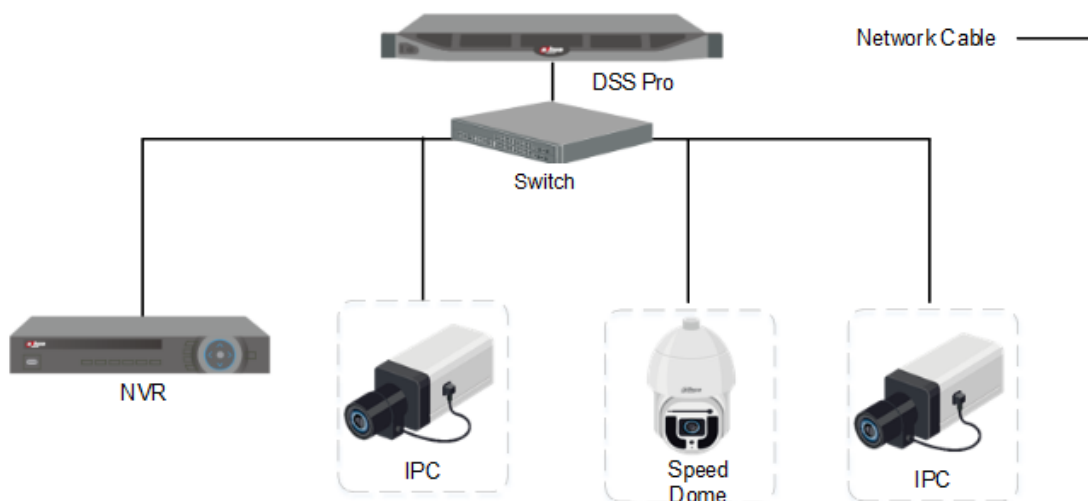 Network Cable
DSS Pro
Switch
NVR
IPC
Speed
Dome
IPC